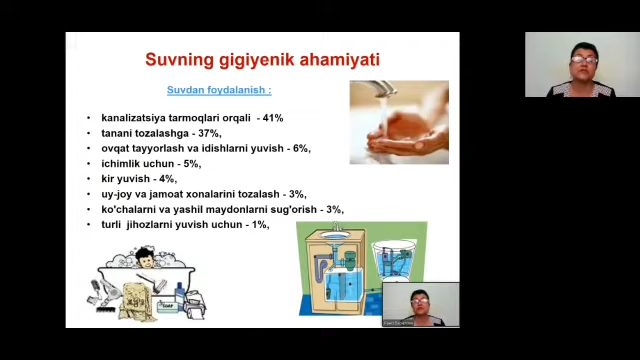 Suvning gigiyenik ahamiyati
Suvdan foydalanish :
kanalizatsiya tarmoqlari orqali - 41%
tanani tozalashga - 37%,
ovqat tayyorlash va idishlarni yuvish - 6%,
ichimlik uchun - 5%,
kir yuvish - 4%,
uy-joy va jamoat xonalarini tozalash - 3%,
ko'chalarni va yashil maydonlarni sug'orish - 3%,
turli jihozlarni yuvish uchun - 1%,
SOAP